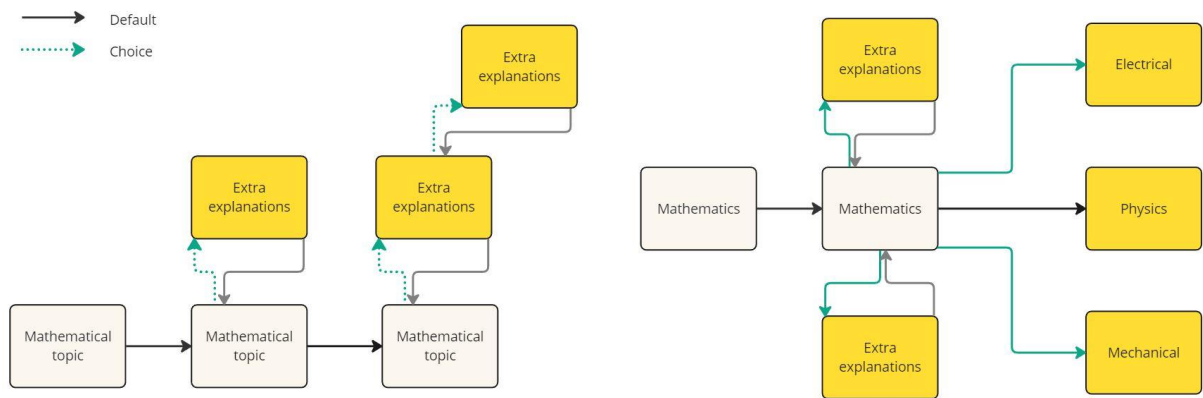 Default
Choice
Extra
explanations
Extra
explanations
Extra
explanations
Mathematical
topic
Mathematical
topic
Mathematical
topic
Extra
explanations
Electrical
Mathematics
Mathematics
Physics
Extra
explanations
Mechanical